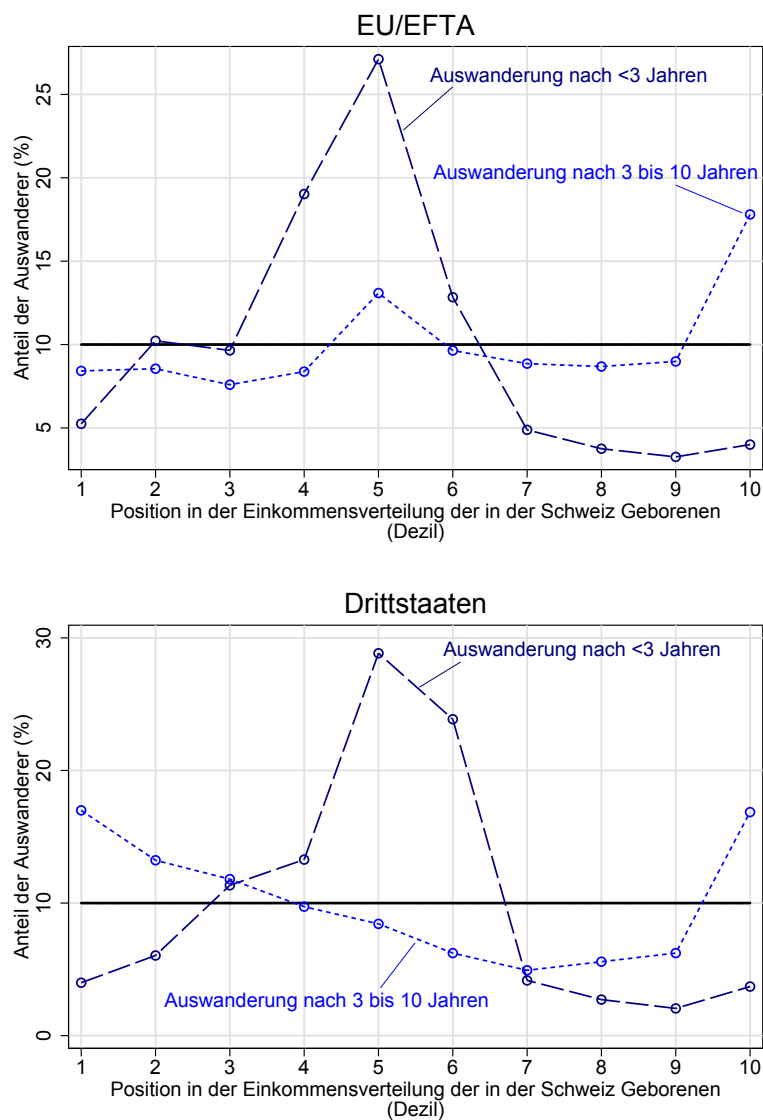 EU/EFTA
Auswanderung nach <3 Jahren
Auswanderung nach 3 bis 10 Jahren
Anteil der Auswanderer (%)
25
20
15
10
5
1 2 3 4 5 6 7 8 9 10
Position in der Einkommensverteilung der in der Schweiz Geborenen
(Dezil)
Drittstaaten
Auswanderung nach <3 Jahren
Auswanderung nach 3 bis 10 Jahren
Anteil der Auswanderer (%)
30
20
10
0
1 2 3 4 5 6 7 8 9 10
Position in der Einkommensverteilung der in der Schweiz Geborenen
(Dezil)